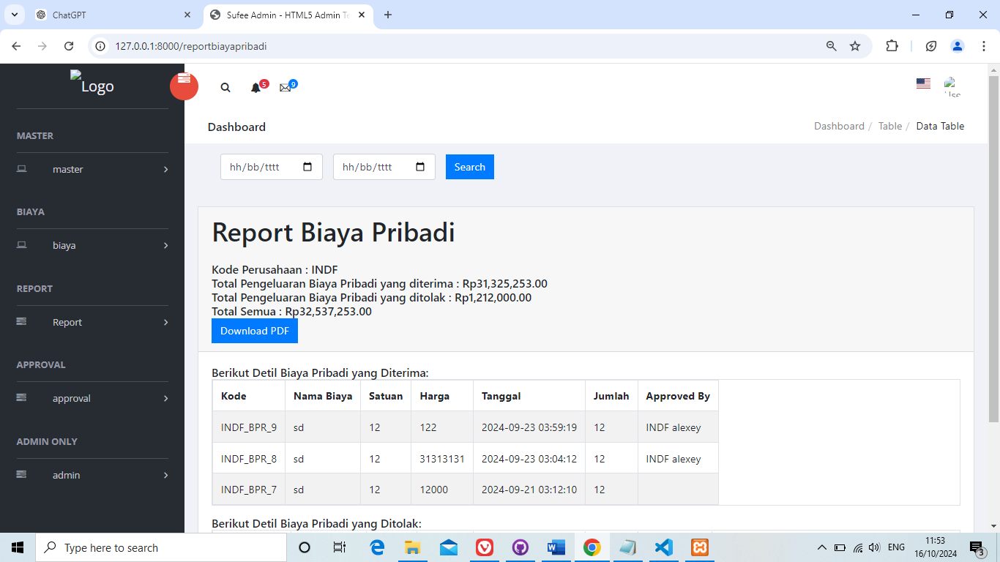 ChatGPT
Sufee Admin - HTML5 Admin Te
127.0.0.1:8000/reportbiayapribadi
Logo
5
9
Use
Dashboard
Dashboard / Table / Data Table
MASTER
master
BIAYA
biaya
REPORT
Report
APPROVAL
approval
ADMIN ONLY
admin
hh/bb/tttt hh/bb/tttt Search
Report Biaya Pribadi
Kode Perusahaan : INDF
Total Pengeluaran Biaya Pribadi yang diterima : Rp31,325,253.00
Total Pengeluaran Biaya Pribadi yang ditolak : Rp1,212,000.00
Total Semua : Rp32,537,253.00
Download PDF
Berikut Detil Biaya Pribadi yang Diterima:
Kode Nama Biaya Satuan Harga Tanggal Jumlah Approved By
INDF_BPR_9 sd 12 122 2024-09-23 03:59:19 12 INDF alexey
INDF_BPR_8 sd 12 31313131 2024-09-23 03:04:12 12 INDF alexey
INDF_BPR_7 sd 12 12000 2024-09-21 03:12:10 12
Berikut Detil Biaya Pribadi yang Ditolak:
Type here to search
ENG
11:53
16/10/2024
3